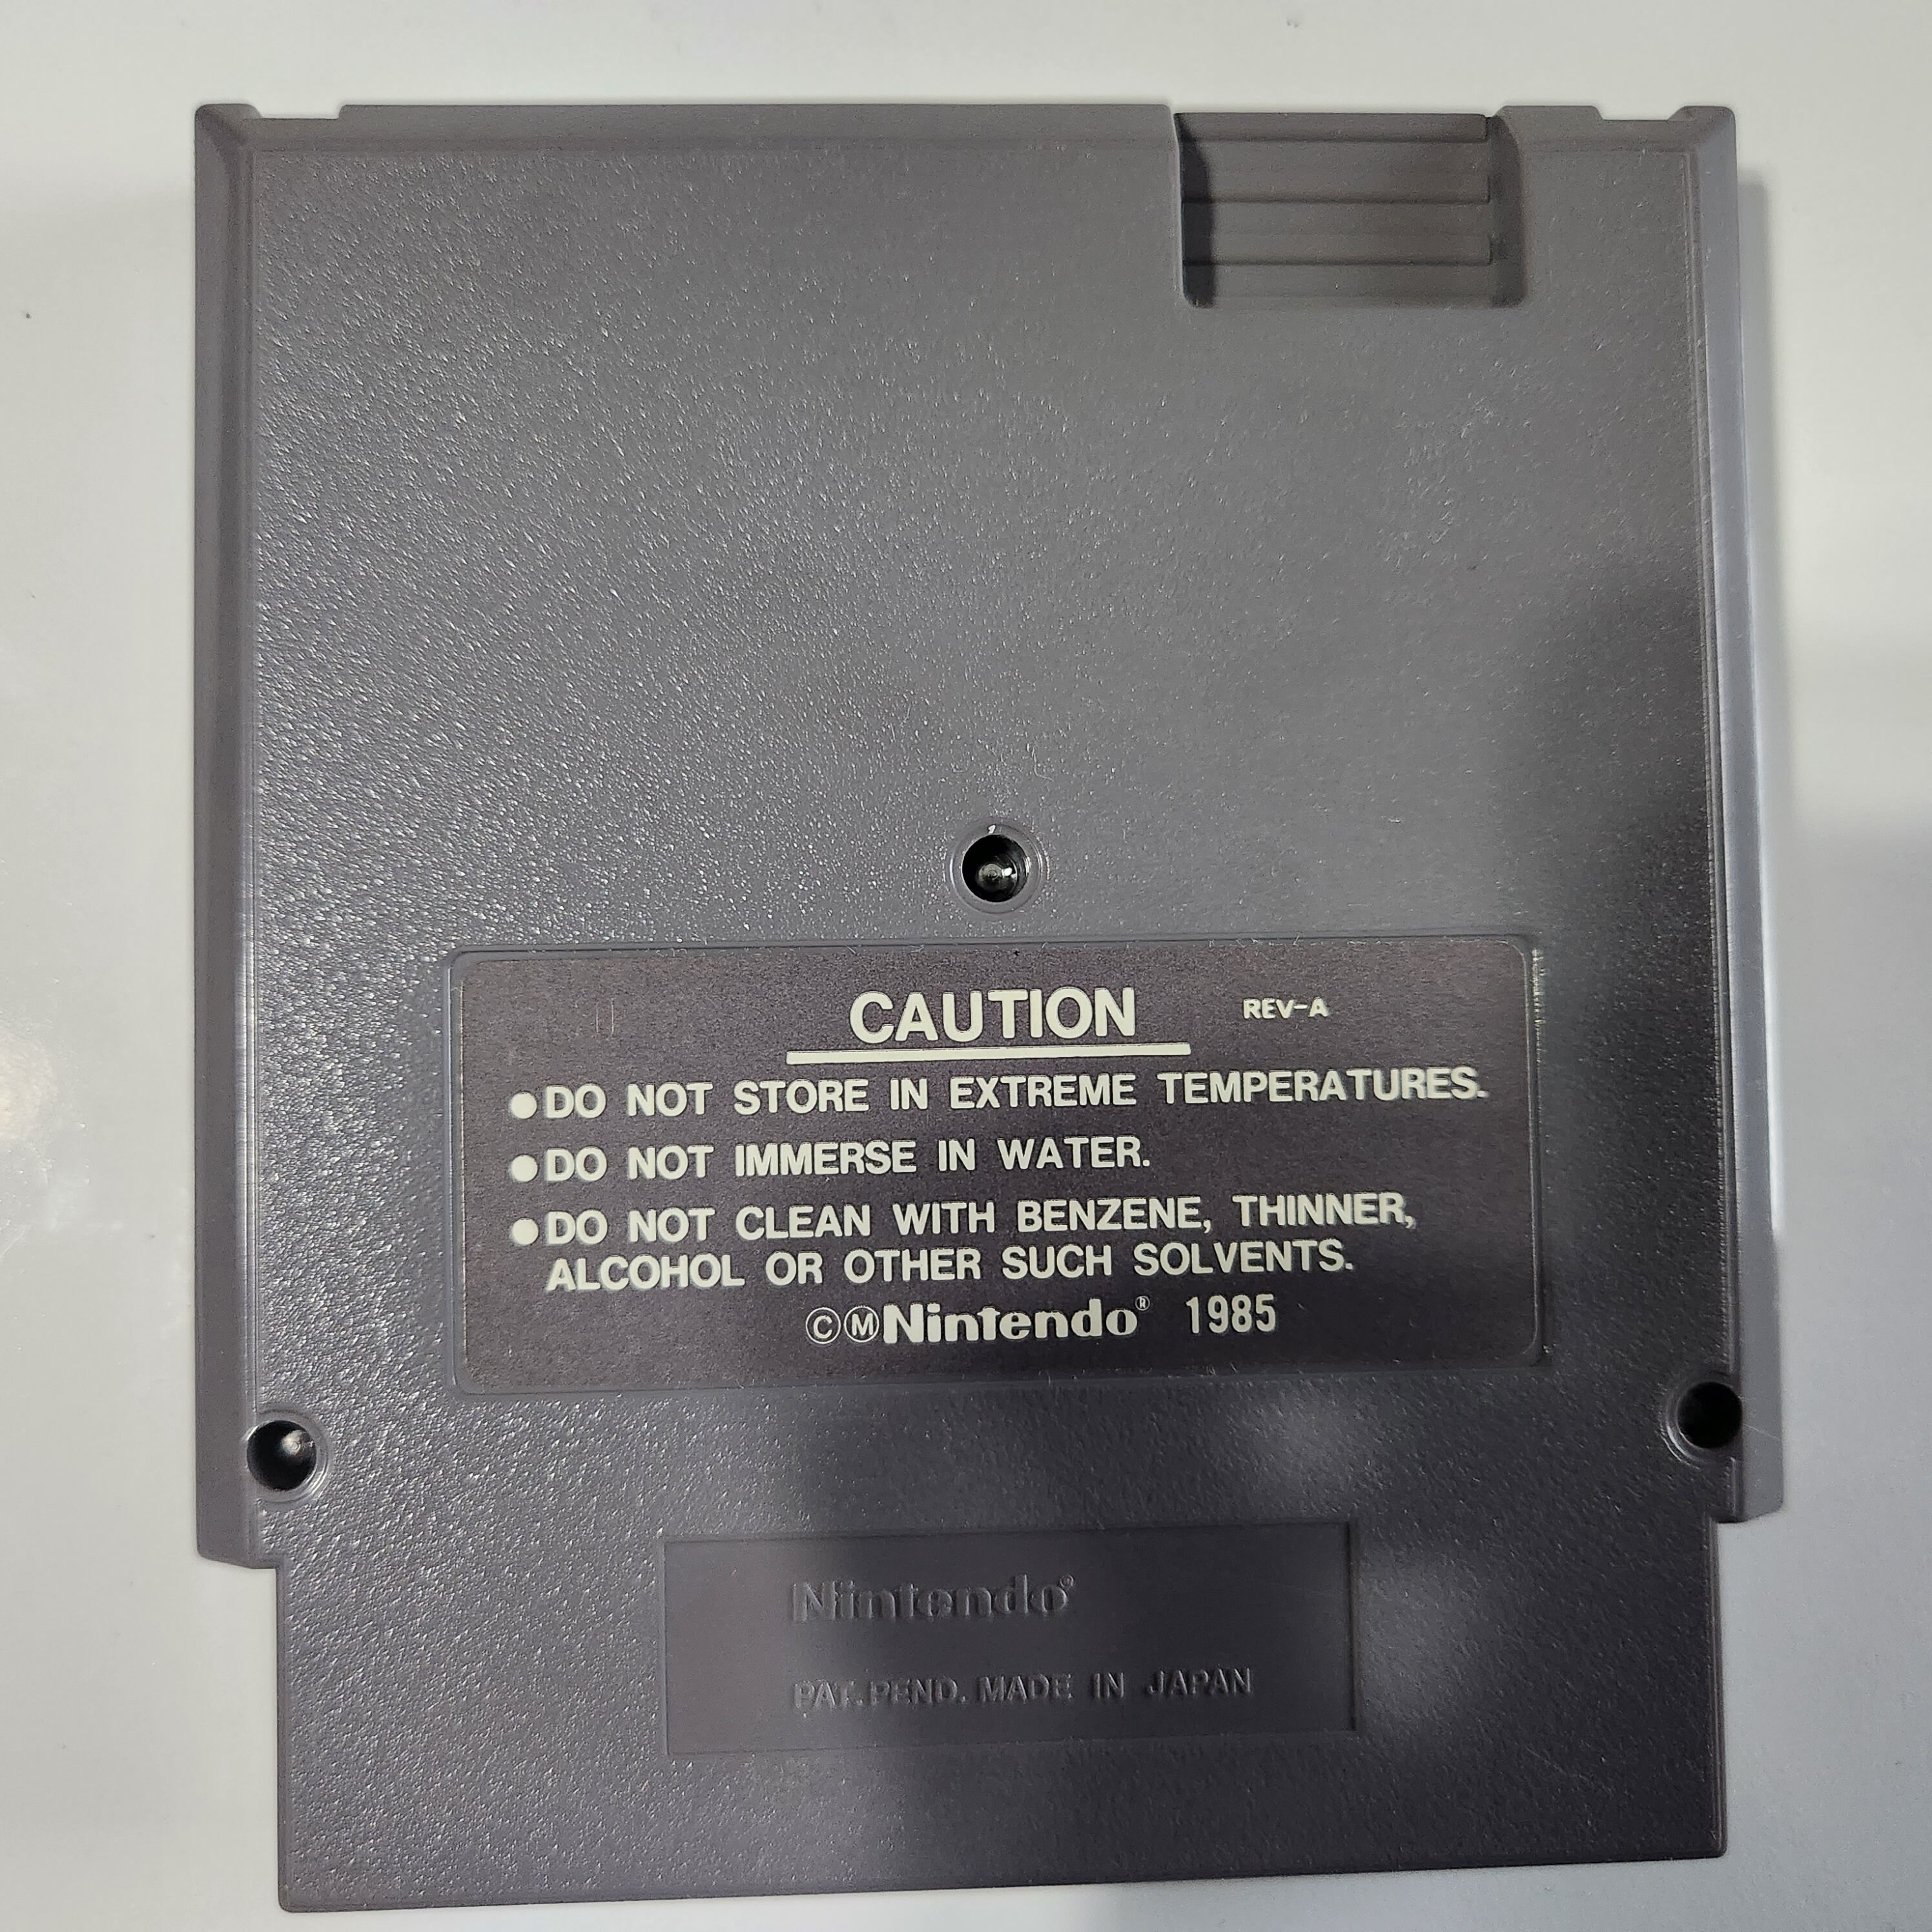 CAUTION REV-A
●DO NOT STORE IN EXTREME TEMPERATURES.
●DO NOT IMMERSE IN WATER.
●DO NOT CLEAN WITH BENZENE, THINNER,
ALCOHOL OR OTHER SUCH SOLVENTS.
ⒸⓂNintendo® 1985
Nintendo®
PAT.PEND. MADE IN JAPAN